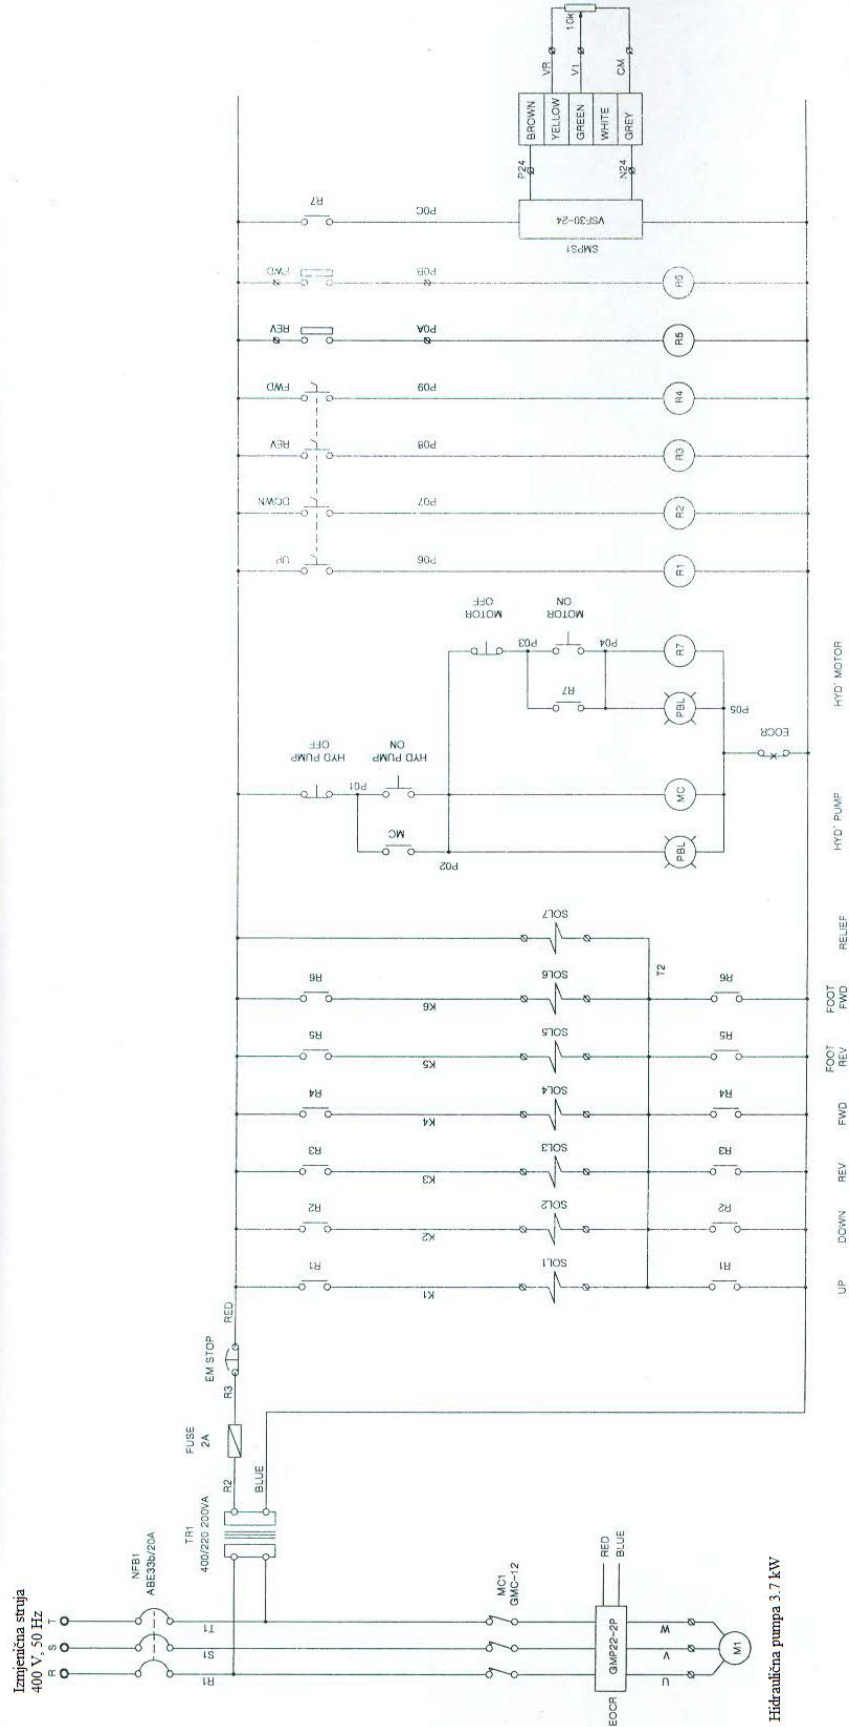 Izmjenična struja
400 V, 50 Hz
R S T
NFB1
ABE33b/20A
R1
S1
T1
TR1
400/220 200VA
R2
BLUE
FUSE
2A
R3
EM STOP
RED
MC1
GMC-12
EOCR
GMP22-2P
RED
BLUE
U
V
W
M1
Hidraulična pumpa 3.7 kW
R1
K1
SOL1
R1
UP
R2
K2
SOL2
R2
DOWN
R3
K3
SOL3
R3
REV
R4
K4
SOL4
R4
FWD
R5
K5
SOL5
R5
FOOT
REV
R6
K6
SOL6
R6
FOOT
FWD
SOL7
T2
RELIEF
HYD PUMP
OFF
P01
HYD PUMP
ON
MC
P02
PBL
MC
HYD' PUMP
MOTOR
OFF
P03
MOTOR
ON
R7
P04
PBL
R7
P05
EOCR
HYD' MOTOR
UP
P06
R1
DOWN
P07
R2
REV
P08
R3
FWD
P09
R4
REV
P0A
R5
FWD
P0B
R6
R7
P0C
SMPS1
VSF30-24
P24
N24
BROWN
YELLOW
GREEN
WHITE
GREY
VR
V1
CM
10k